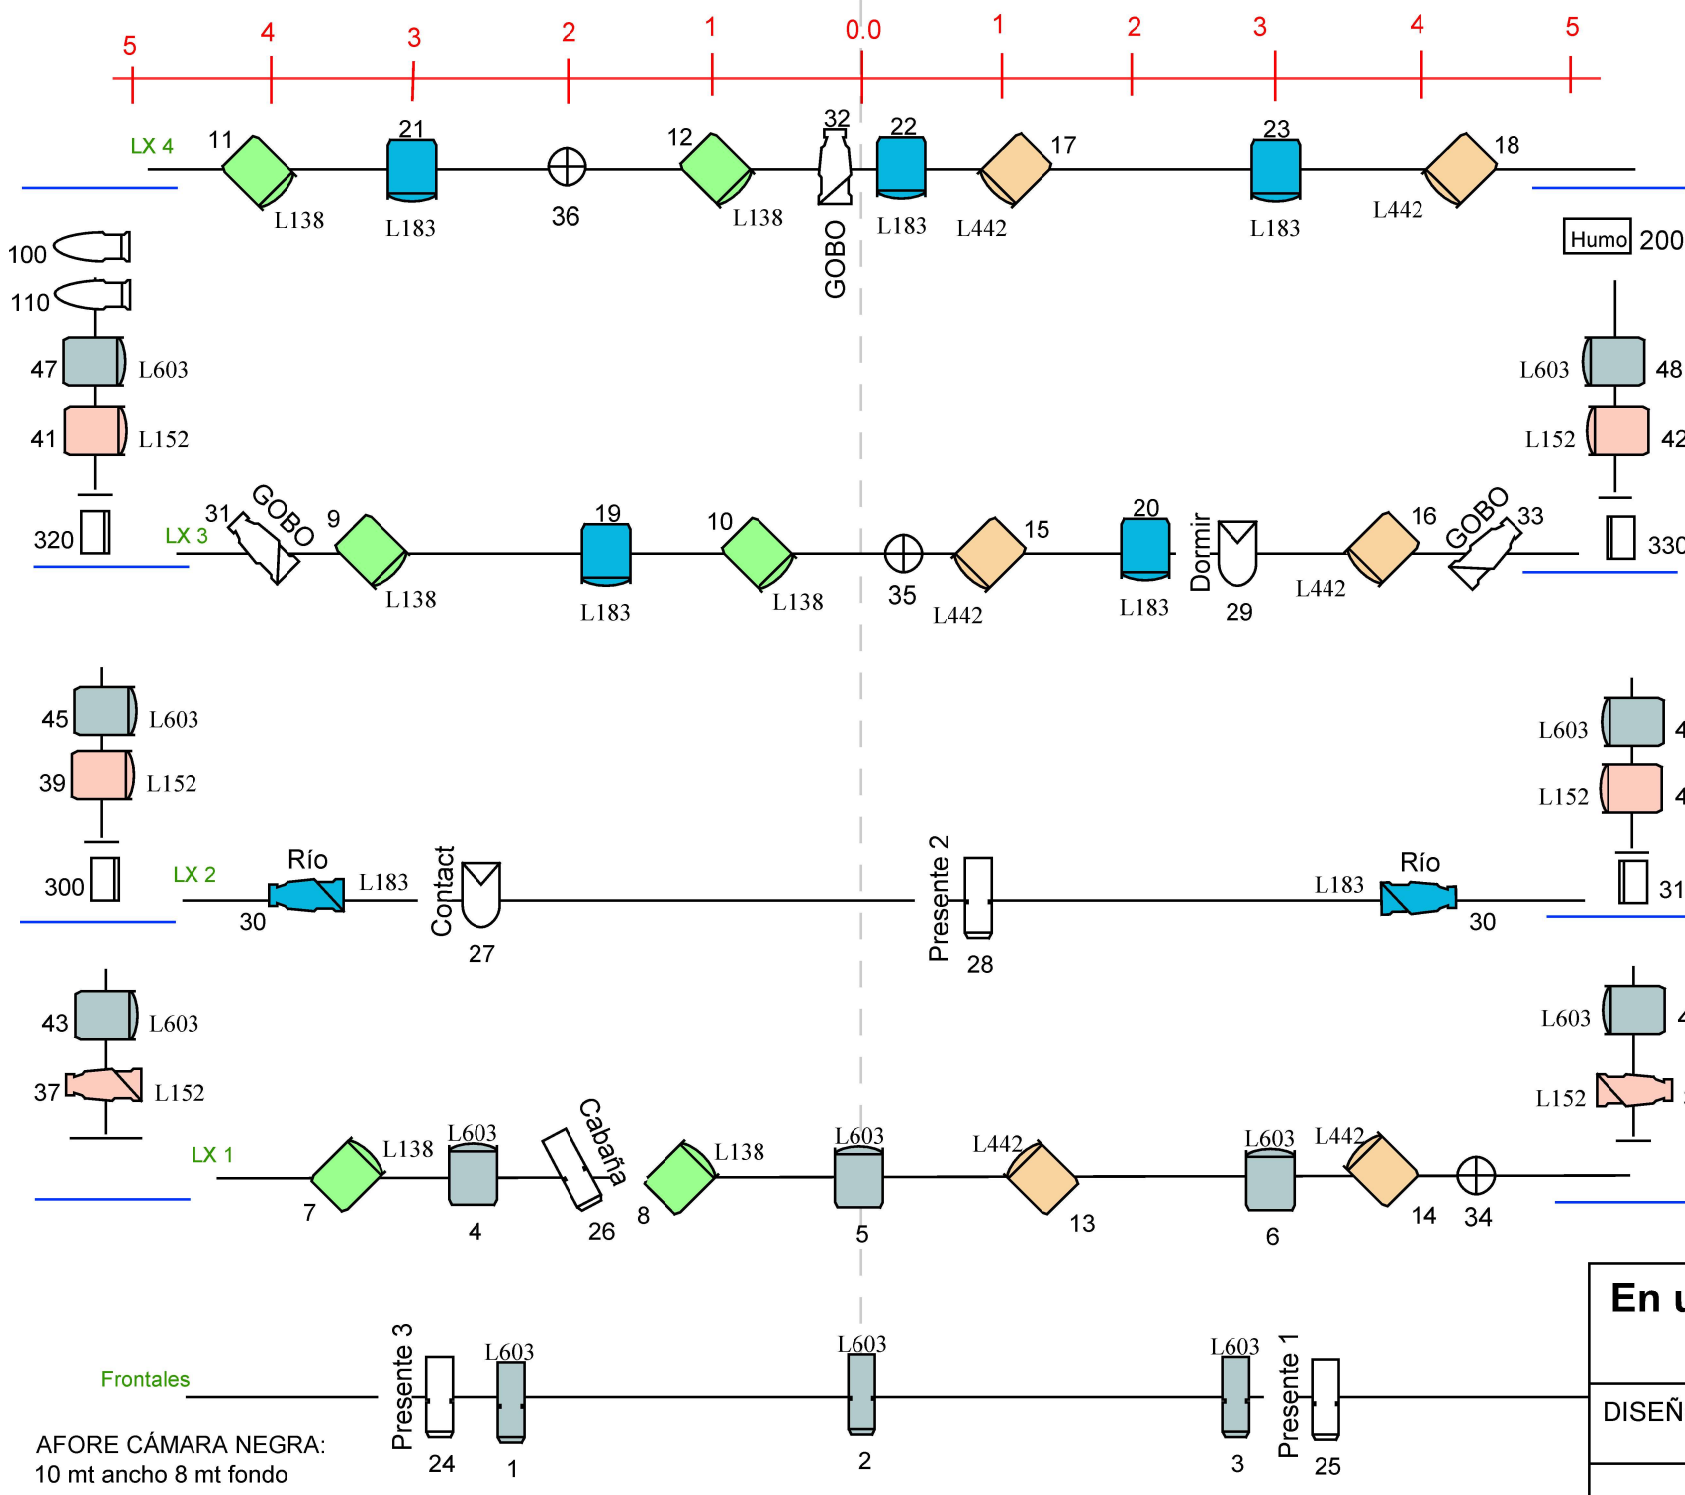 5 4 3 2 1 0.0 1 2 3 4 5
LX 4
11 21 12 32 22 17 23 18
L138 L183 36 L138 GOBO L183 L442 L183 L442
100
Humo 200
110
47 L603
L603 48
41 L152
L152 42
320
330
LX 3
31 GOBO 9 19 10 15 20 Dormir 16 GOBO 33
L138 L183 L138 35 L442 L183 29 L442
45 L603
L603
39 L152
L152
300
31
LX 2
Río L183 Contact Presente 2 L183 Río
30 27 28 30
43 L603
L603
37 L152
L152
LX 1
L138 L603 Cabaña L138 L603 L442 L603 L442
7 4 26 8 5 13 6 14 34
En u
Frontales
Presente 3 L603 L603 L603 Presente 1
24 1 2 3 25
DISEÑ
AFORE CÁMARA NEGRA:
10 mt ancho 8 mt fondo